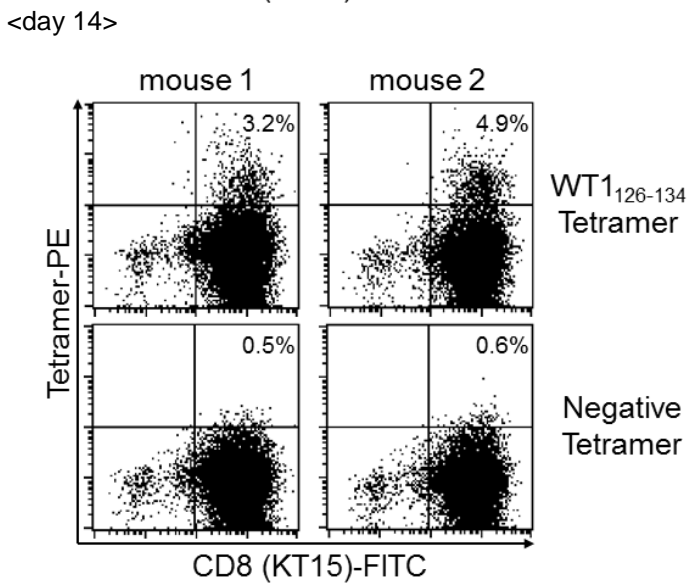 <day 14>
mouse 1
mouse 2
3.2%
4.9%
WT1126-134
Tetramer
Tetramer-PE
0.5%
0.6%
Negative
Tetramer
CD8 (KT15)-FITC